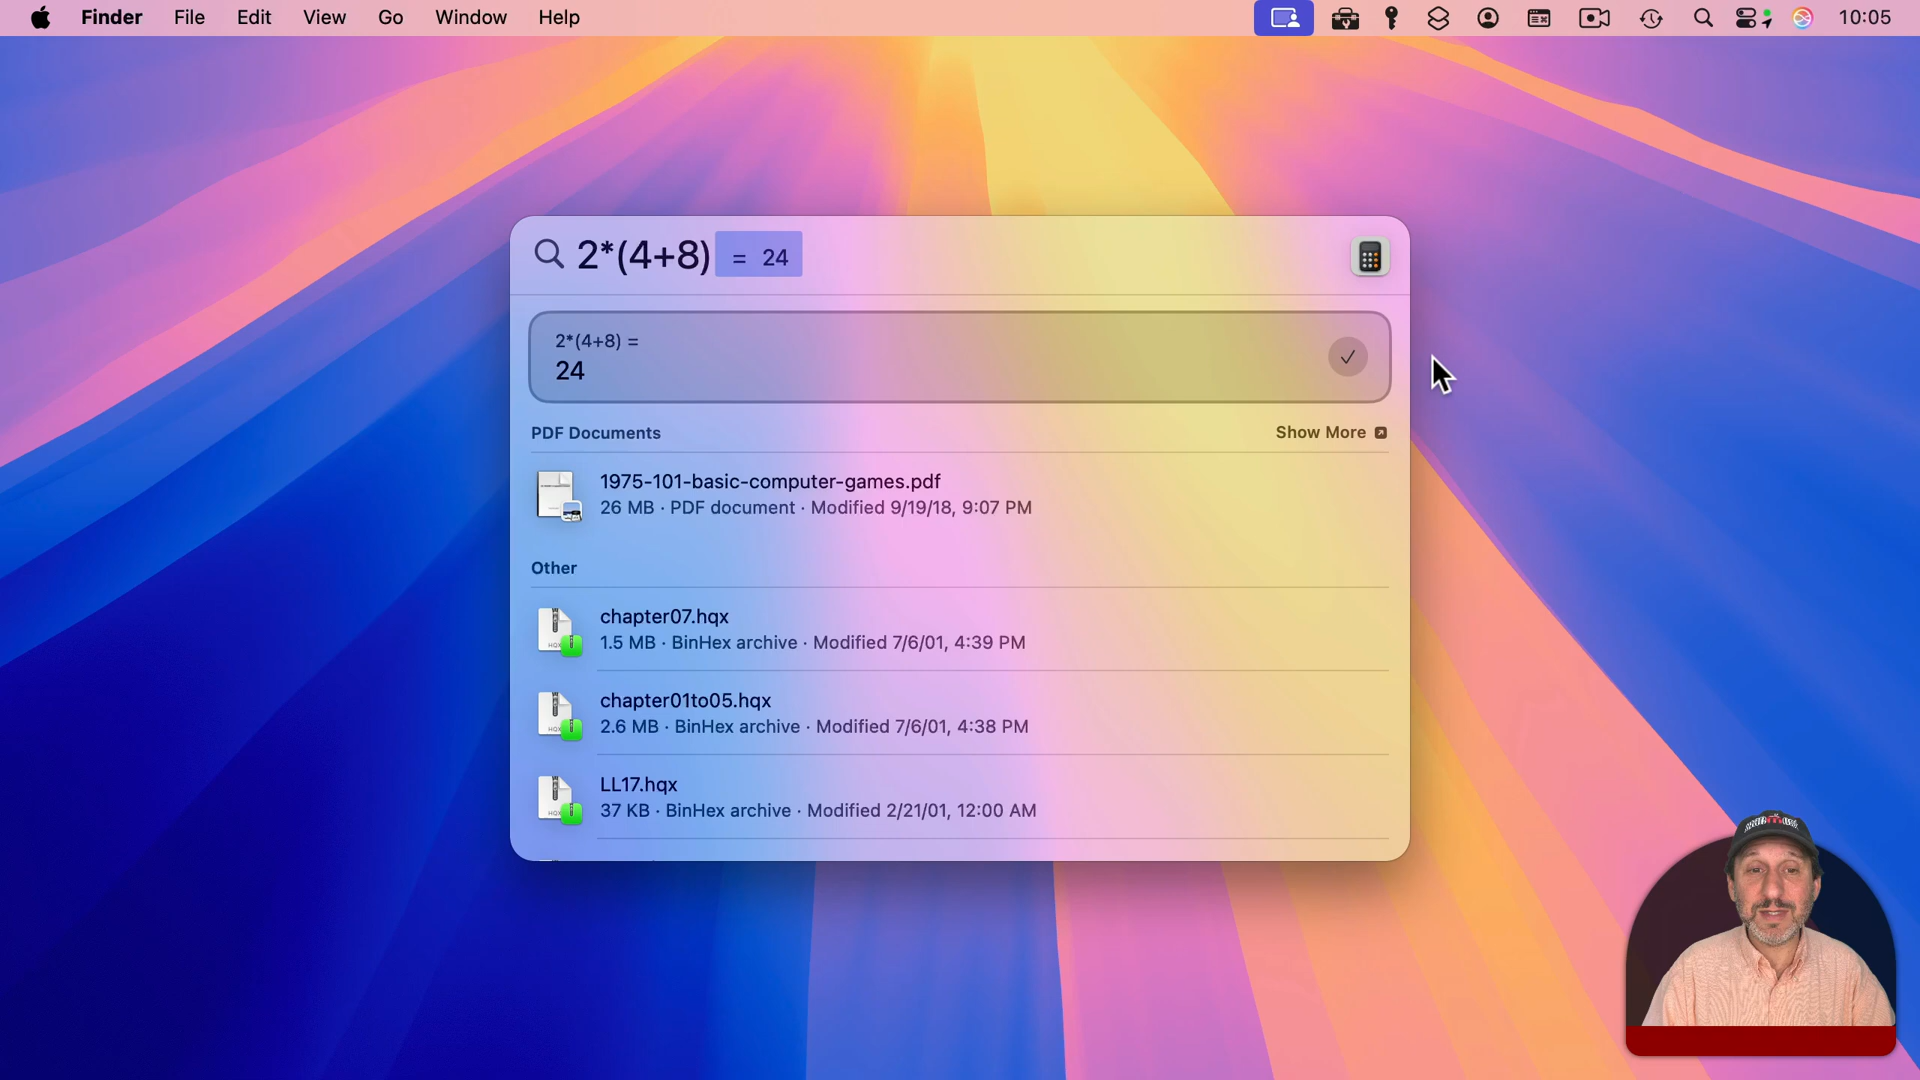 Finder File Edit View Go Window Help 10:05
2*(4+8) = 24
2*(4+8) =
24
PDF Documents Show More
1975-101-basic-computer-games.pdf
26 MB · PDF document · Modified 9/19/18, 9:07 PM
Other
chapter07.hqx
1.5 MB · BinHex archive · Modified 7/6/01, 4:39 PM
chapter01to05.hqx
2.6 MB · BinHex archive · Modified 7/6/01, 4:38 PM
LL17.hqx
37 KB · BinHex archive · Modified 2/21/01, 12:00 AM